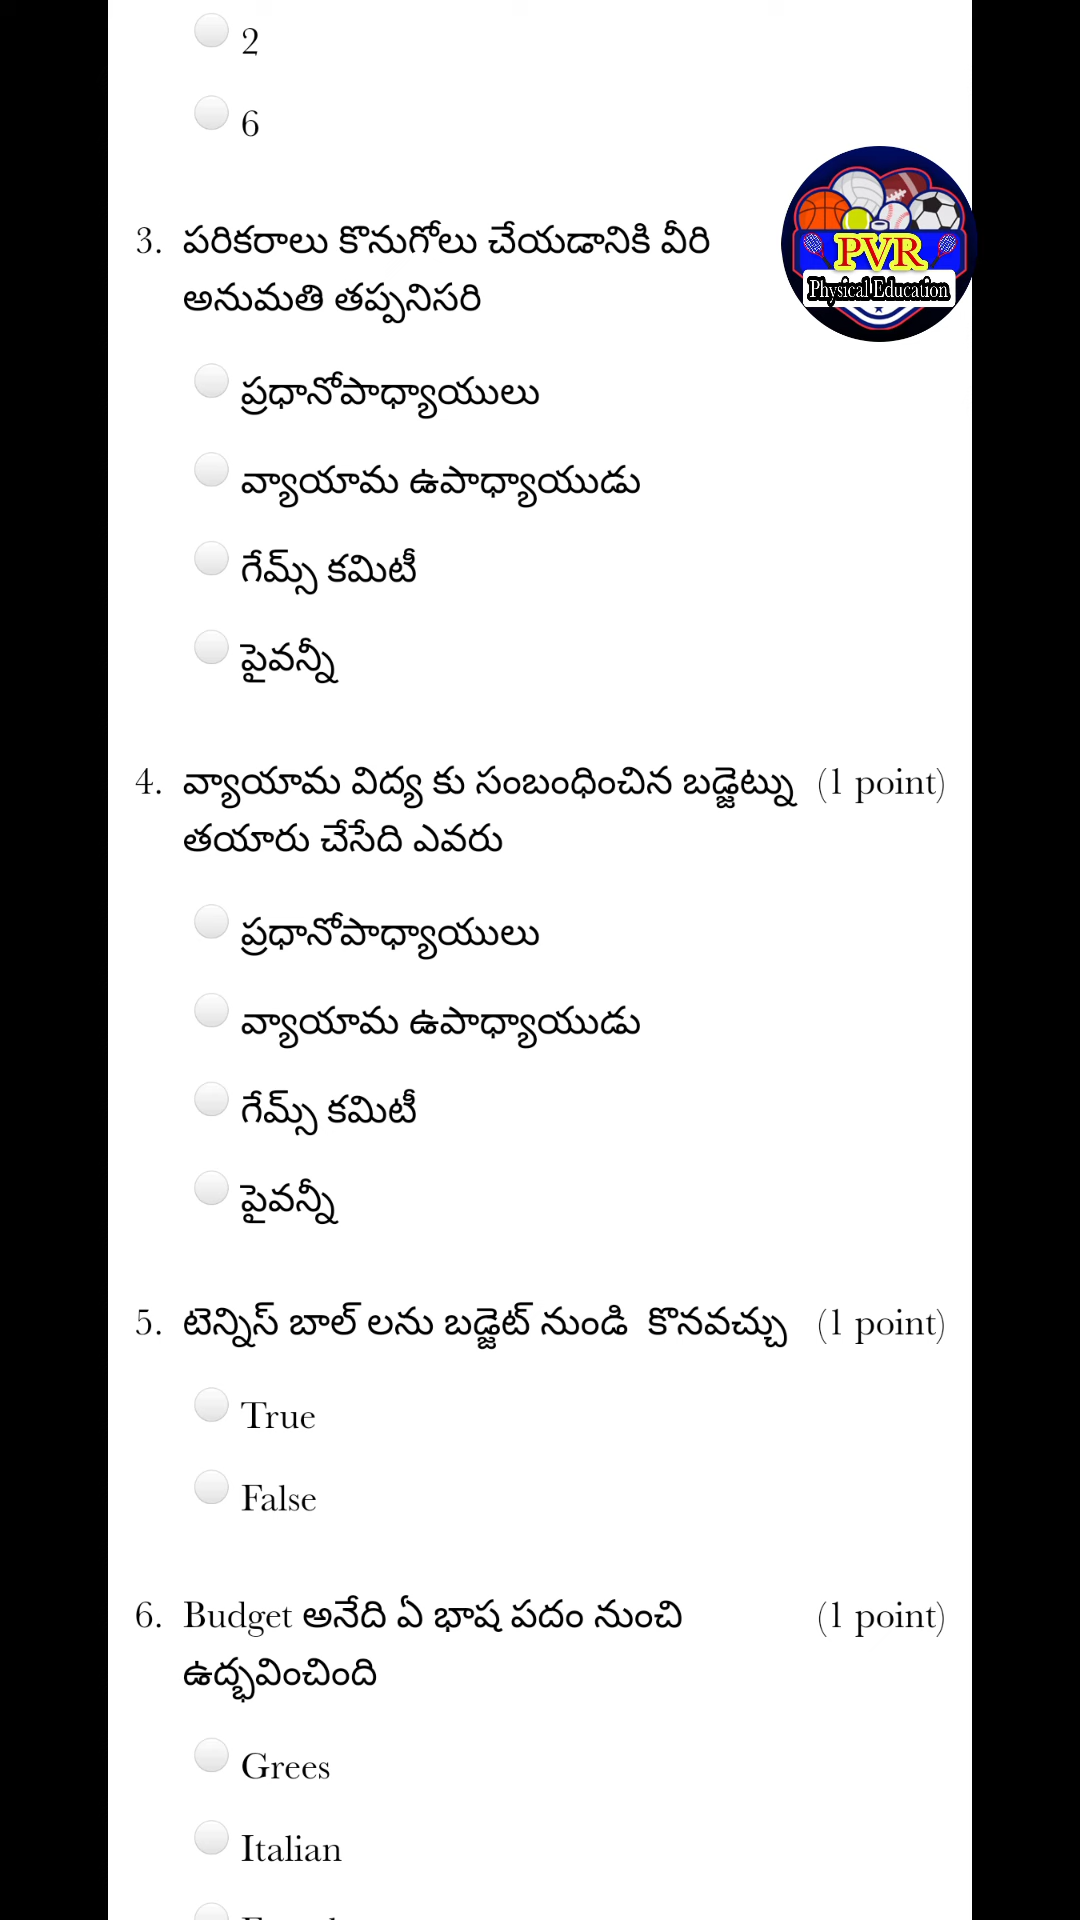 2
6
PVR
Physical Education
3. పరికరాలు కొనుగోలు చేయడానికి వీరి
అనుమతి తప్పనిసరి
ప్రధానోపాధ్యాయులు
వ్యాయామ ఉపాధ్యాయుడు
గేమ్స్ కమిటీ
పైవన్నీ
4. వ్యాయామ విద్య కు సంబంధించిన బడ్జెట్ను (1 point)
తయారు చేసేది ఎవరు
ప్రధానోపాధ్యాయులు
వ్యాయామ ఉపాధ్యాయుడు
గేమ్స్ కమిటీ
పైవన్నీ
5. టెన్నిస్ బాల్ లను బడ్జెట్ నుండి కొనవచ్చు (1 point)
True
False
6. Budget అనేది ఏ భాష పదం నుంచి (1 point)
ఉద్భవించింది
Grees
Italian